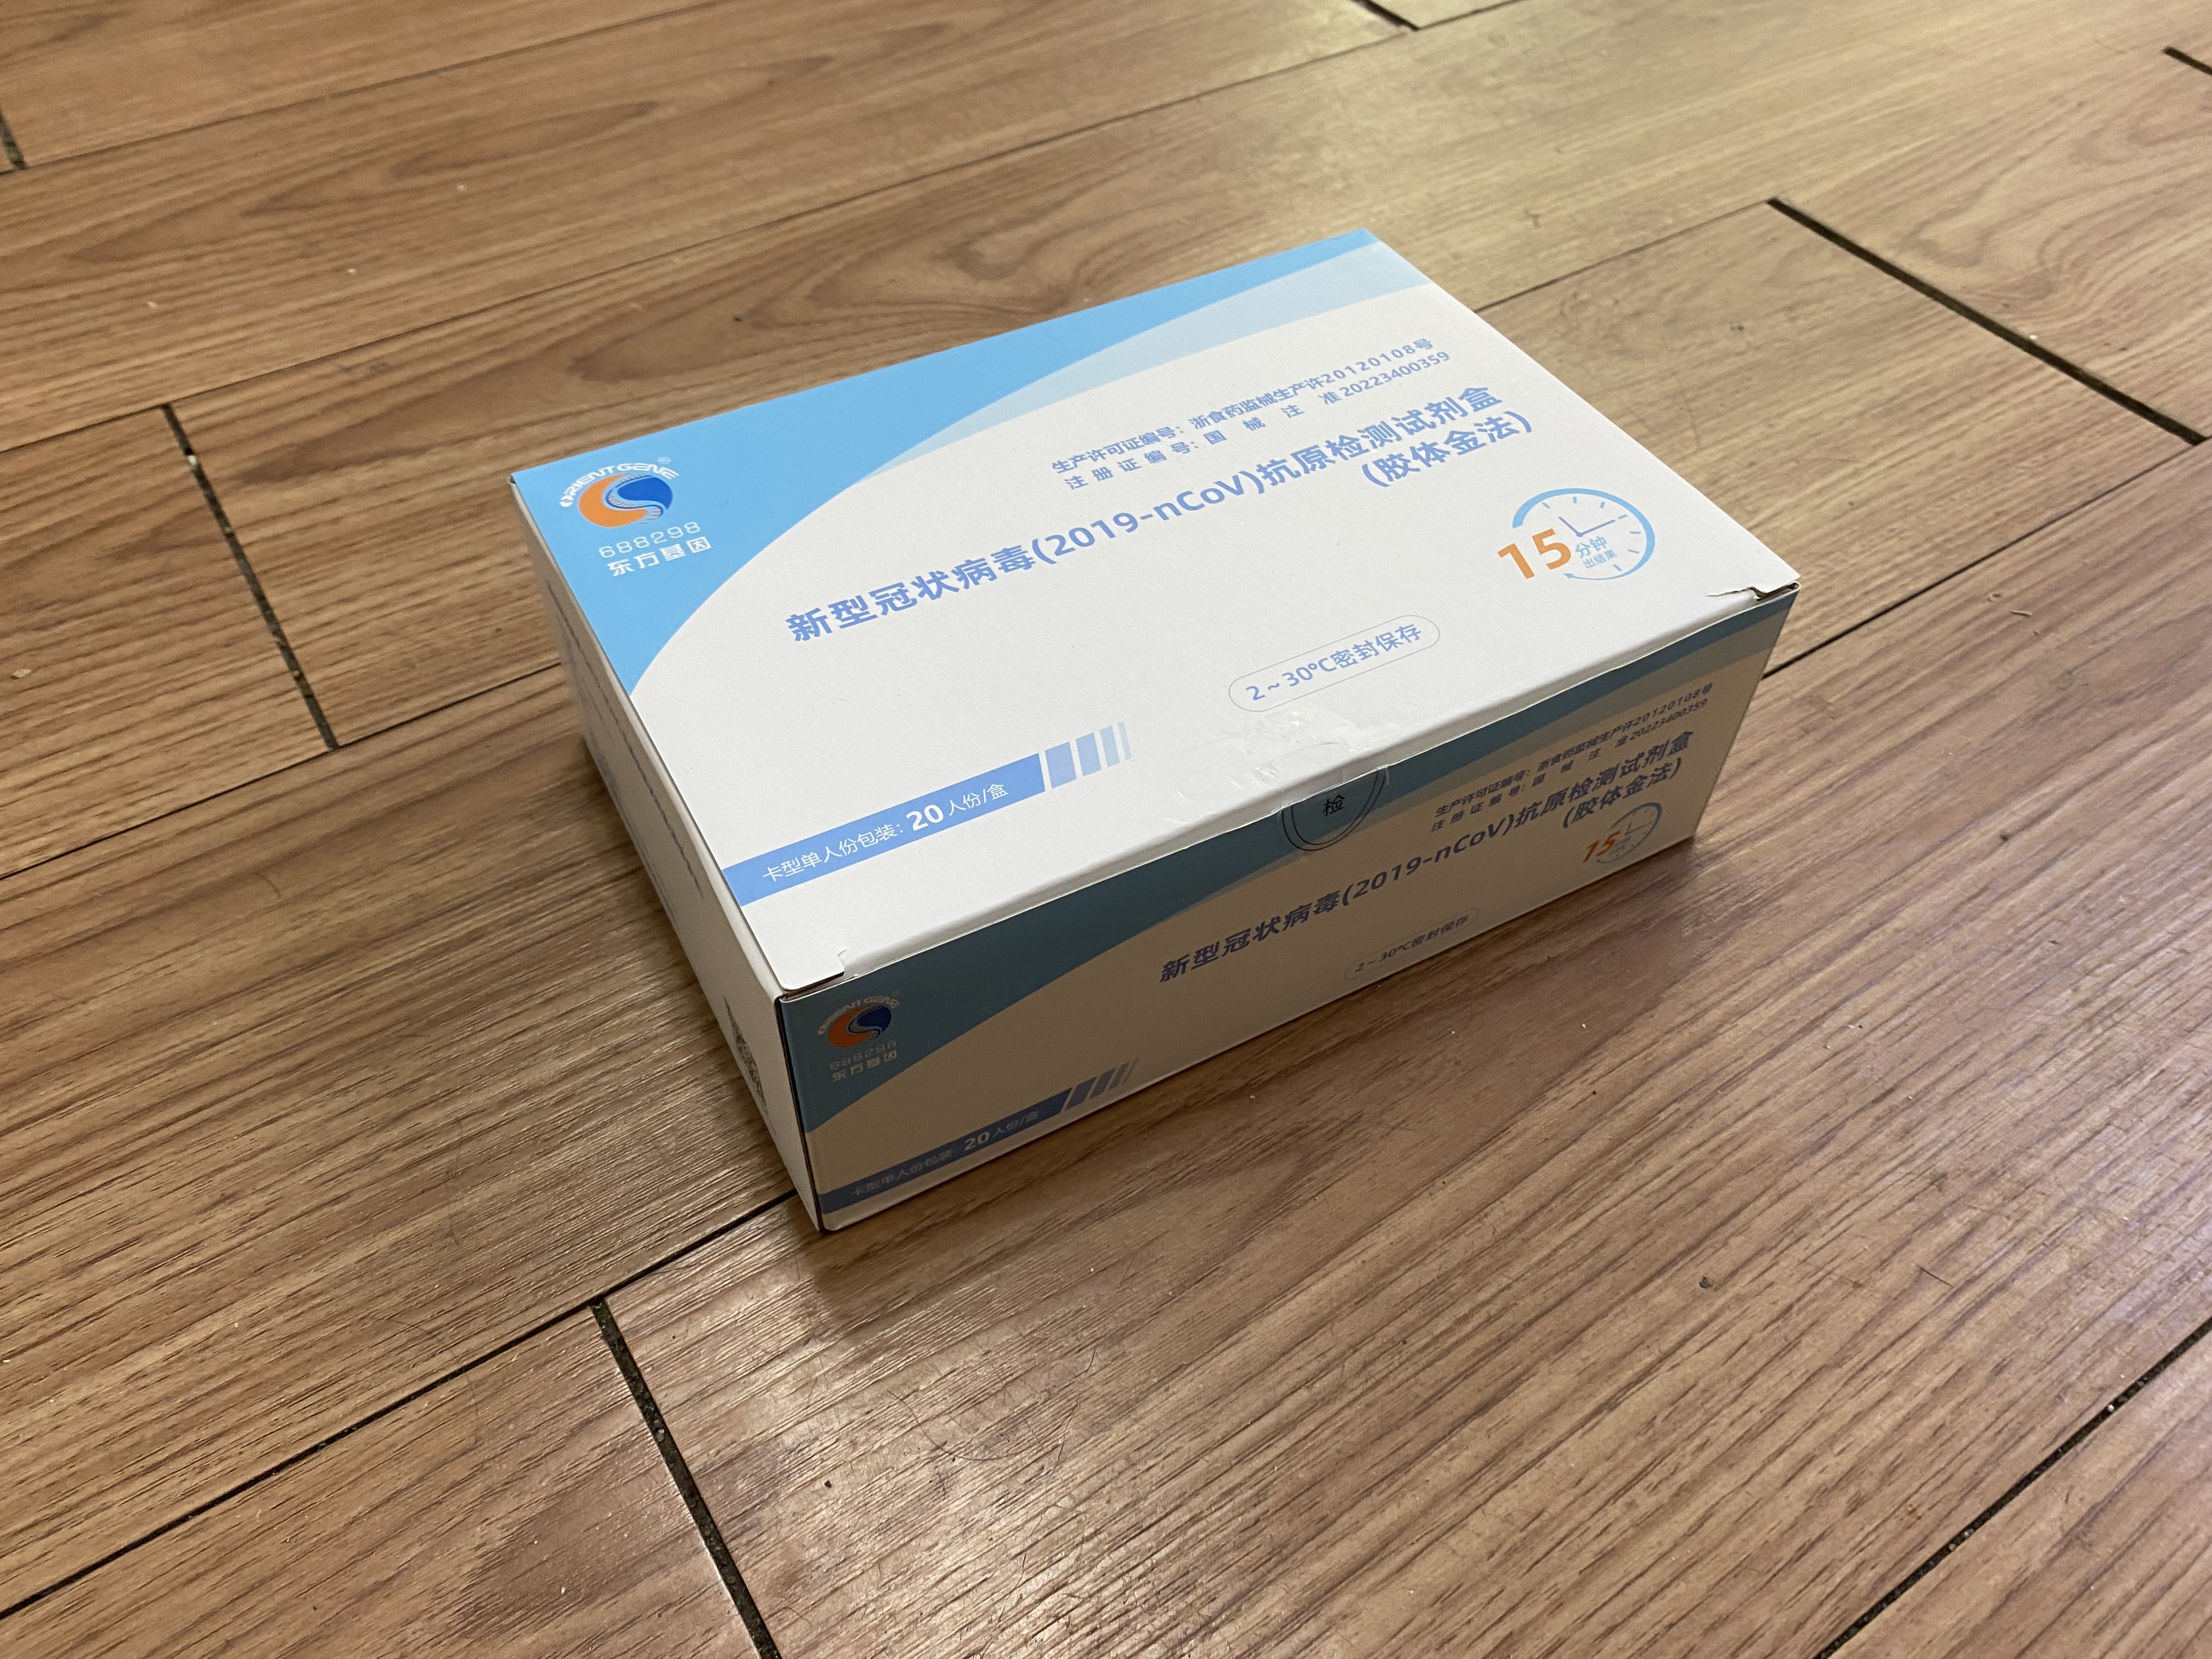 ORIENT GENE®
688298
东方基因
生产许可证编号：浙食药监械生产许20120108号
注册证编号：国械注准20223400359
新型冠状病毒(2019-nCoV)抗原检测试剂盒
(胶体金法)
15分钟
出结果
2～30℃密封保存
卡型单人份包装：20人份/盒
检
ORIENT GENE
688298
东方基因
生产许可证编号：浙食药监械生产许20120108号
注册证编号：国械注准20223400359
新型冠状病毒(2019-nCoV)抗原检测试剂盒
(胶体金法)
15
2～30℃密封保存
卡型单人份包装：20人份/盒